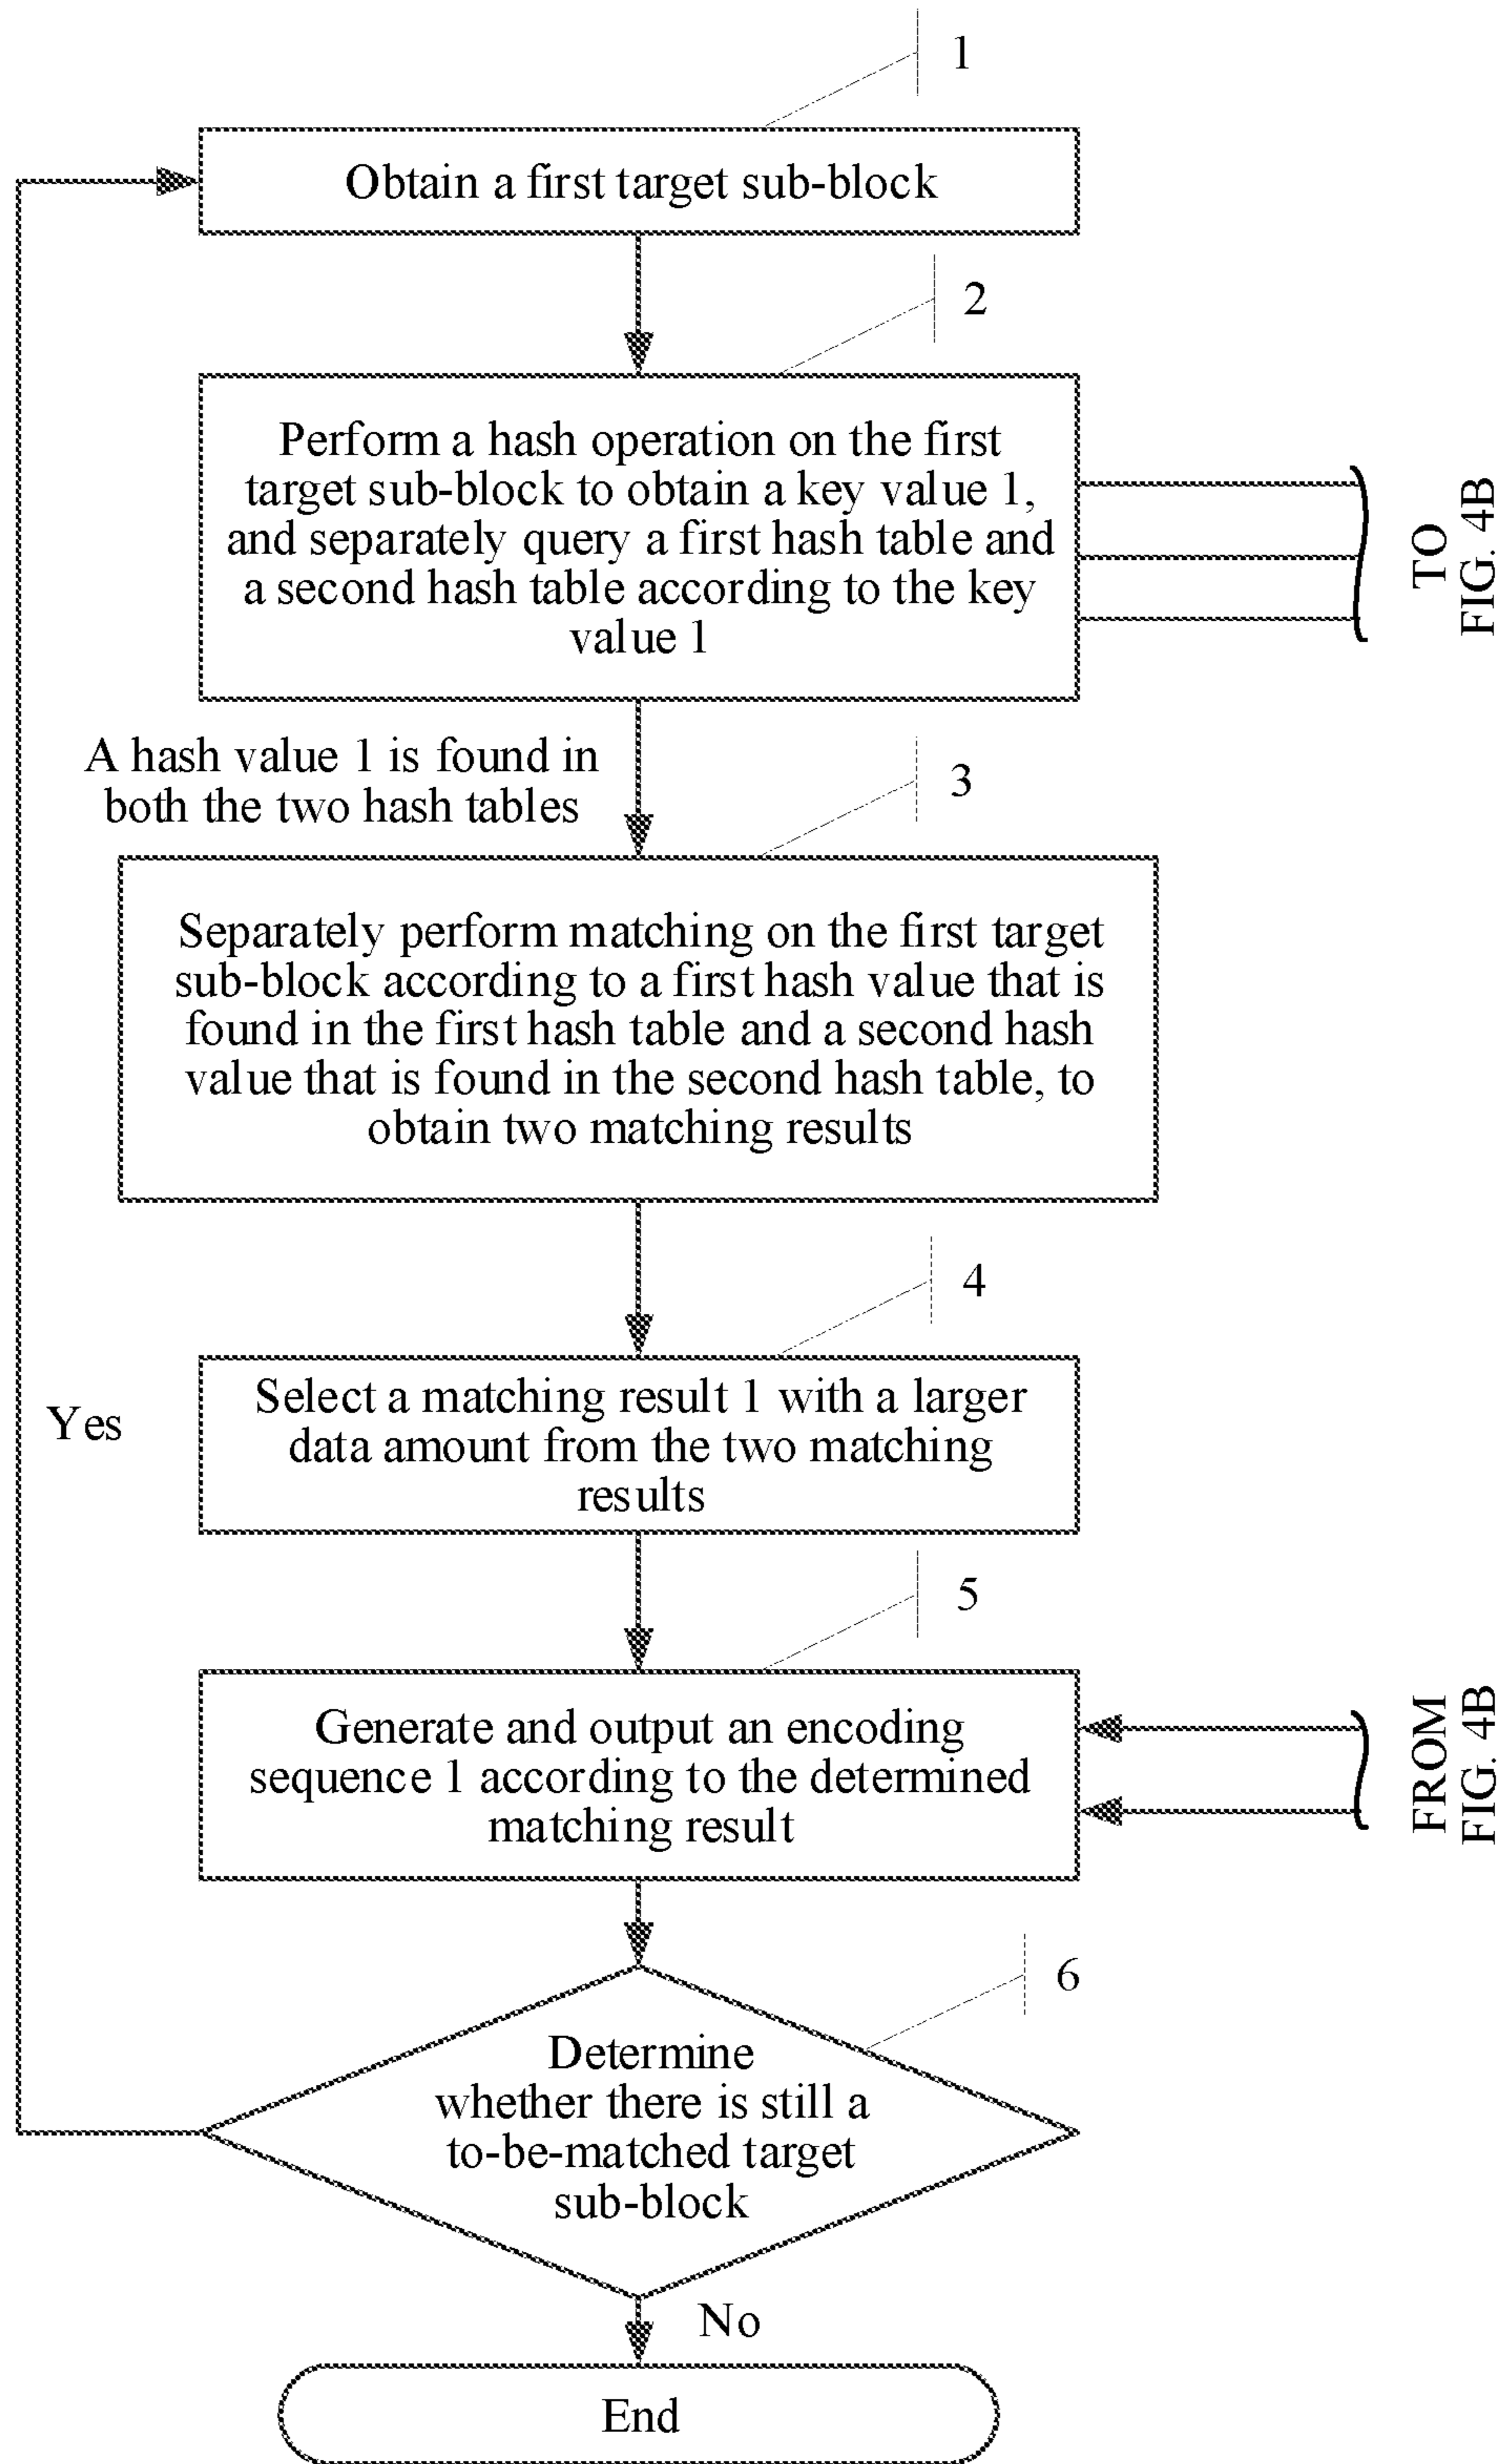 1
Obtain a first target sub-block
2
Perform a hash operation on the first
target sub-block to obtain a key value 1,
and separately query a first hash table and
a second hash table according to the key
value 1
TO
FIG. 4B
A hash value 1 is found in
both the two hash tables
3
Separately perform matching on the first target
sub-block according to a first hash value that is
found in the first hash table and a second hash
value that is found in the second hash table, to
obtain two matching results
4
Select a matching result 1 with a larger
data amount from the two matching
results
Yes
5
Generate and output an encoding
sequence 1 according to the determined
matching result
FROM
FIG. 4B
6
Determine
whether there is still a
to-be-matched target
sub-block
No
End